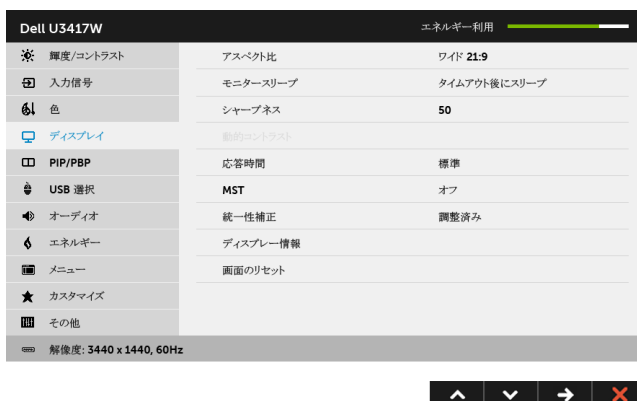 Dell U3417W
エネルギー利用
輝度/コントラスト
アスペクト比
ワイド 21:9
入力信号
モニタースリープ
タイムアウト後にスリープ
色
シャープネス
50
ディスプレイ
動的コントラスト
PIP/PBP
応答時間
標準
USB 選択
MST
オフ
オーディオ
統一性補正
調整済み
エネルギー
ディスプレー情報
メニュー
画面のリセット
カスタマイズ
その他
解像度: 3440 x 1440, 60Hz